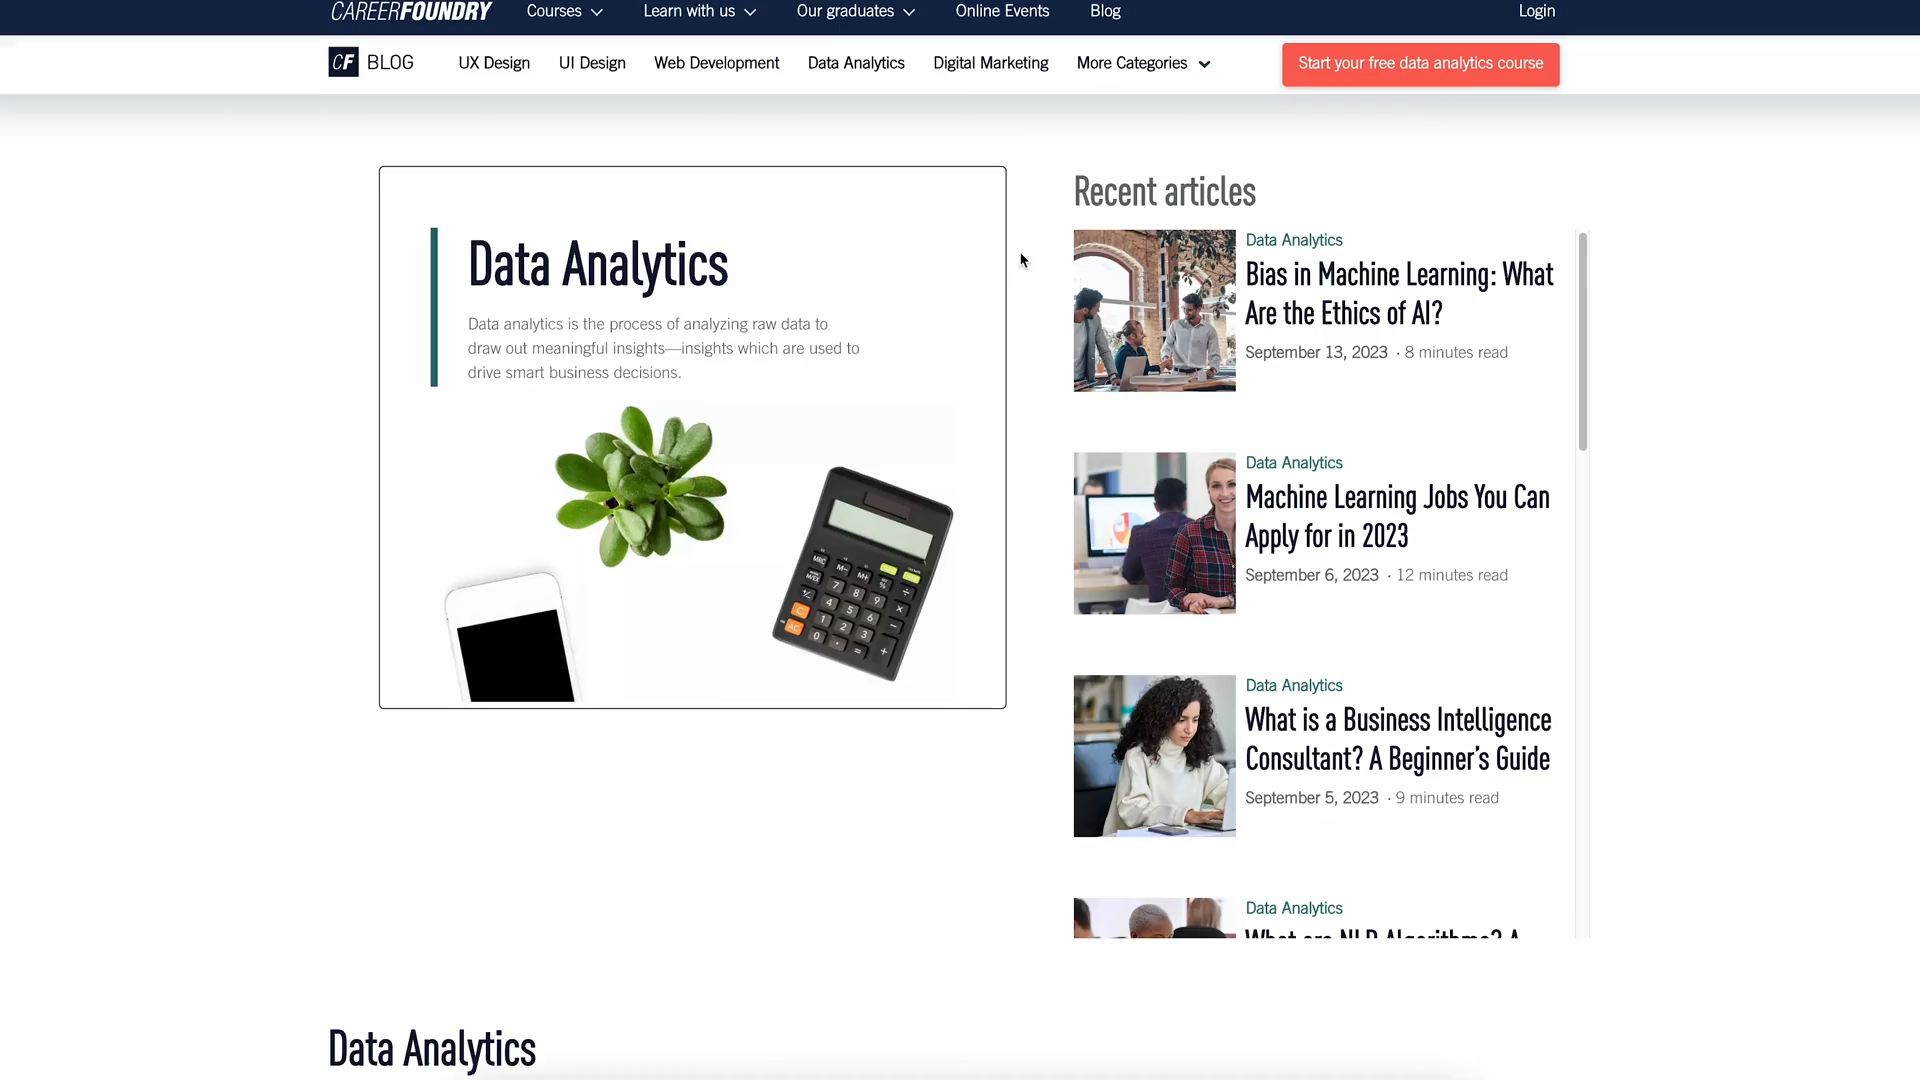 CAREERFOUNDRY
Courses
Learn with us
Our graduates
Online Events
Blog
Login
CF BLOG
UX Design
UI Design
Web Development
Data Analytics
Digital Marketing
More Categories
Start your free data analytics course
Data Analytics
Data analytics is the process of analyzing raw data to
draw out meaningful insights—insights which are used to
drive smart business decisions.
Recent articles
Data Analytics
Bias in Machine Learning: What
Are the Ethics of AI?
September 13, 2023 · 8 minutes read
Data Analytics
Machine Learning Jobs You Can
Apply for in 2023
September 6, 2023 · 12 minutes read
Data Analytics
What is a Business Intelligence
Consultant? A Beginner's Guide
September 5, 2023 · 9 minutes read
Data Analytics
What are NLP Algorithms? A
Data Analytics